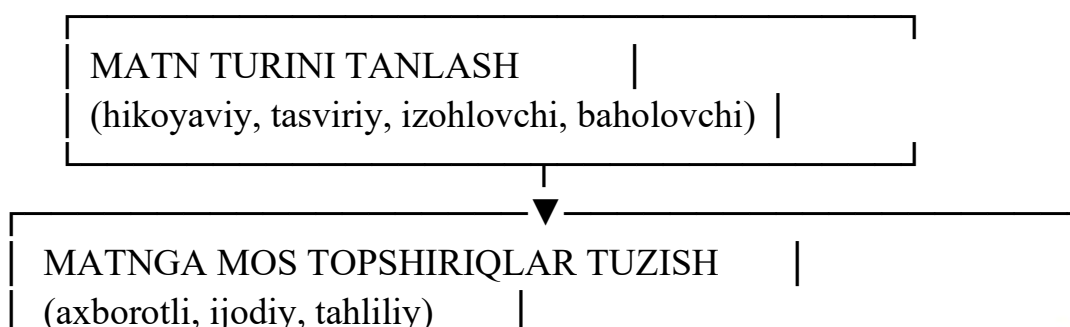 MATN TURINI TANLASH
(hikoyaviy, tasviriy, izohlovchi, baholovchi)
MATNGA MOS TOPSHIRIQLAR TUZISH
(axborotli, ijodiy, tahliliy)